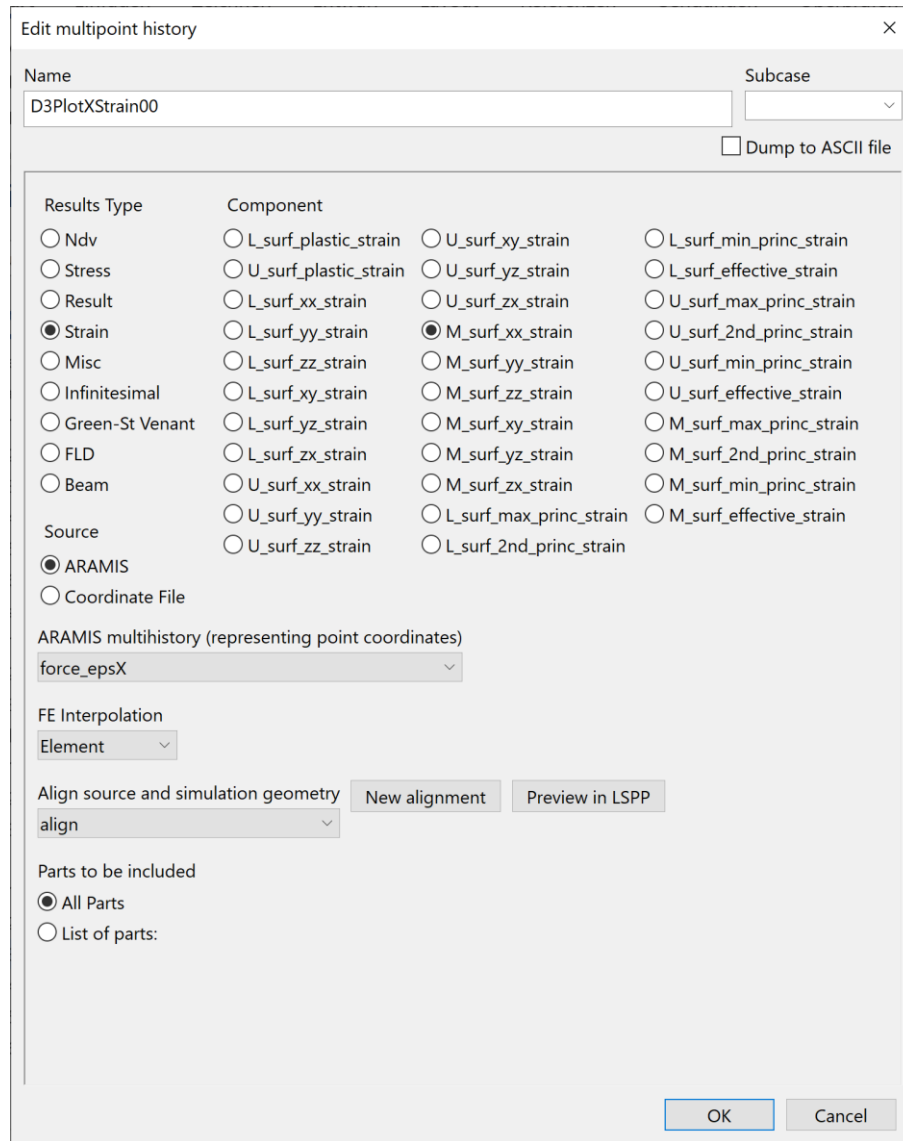 Edit multipoint history
Name
Subcase
D3PlotXStrain00
Dump to ASCII file
Results Type
Component
Ndv
Stress
Result
Strain
Misc
Infinitesimal
Green-St Venant
FLD
Beam
L_surf_plastic_strain
U_surf_plastic_strain
L_surf_xx_strain
L_surf_yy_strain
L_surf_zz_strain
L_surf_xy_strain
L_surf_yz_strain
L_surf_zx_strain
U_surf_xx_strain
U_surf_yy_strain
U_surf_zz_strain
U_surf_xy_strain
U_surf_yz_strain
U_surf_zx_strain
M_surf_xx_strain
M_surf_yy_strain
M_surf_zz_strain
M_surf_xy_strain
M_surf_yz_strain
M_surf_zx_strain
L_surf_max_princ_strain
L_surf_2nd_princ_strain
L_surf_min_princ_strain
L_surf_effective_strain
U_surf_max_princ_strain
U_surf_2nd_princ_strain
U_surf_min_princ_strain
U_surf_effective_strain
M_surf_max_princ_strain
M_surf_2nd_princ_strain
M_surf_min_princ_strain
M_surf_effective_strain
Source
ARAMIS
Coordinate File
ARAMIS multihistory (representing point coordinates)
force_epsX
FE Interpolation
Element
Align source and simulation geometry
New alignment
Preview in LSPP
align
Parts to be included
All Parts
List of parts:
OK
Cancel